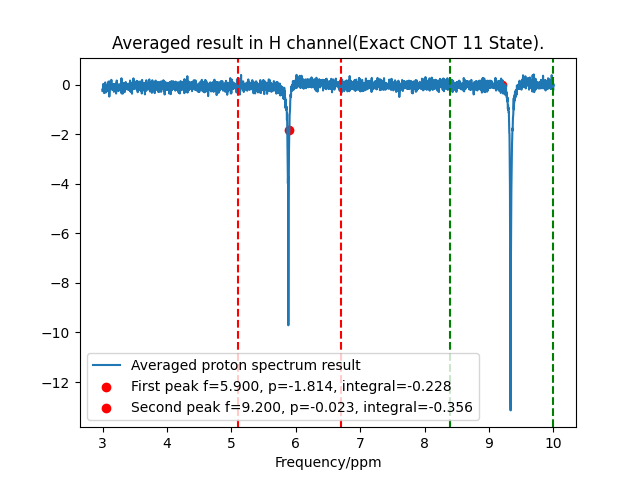 Averaged result in H channel(Exact CNOT 11 State).
0
−2
−4
−6
−8
−10
−12
Averaged proton spectrum result
First peak f=5.900, p=-1.814, integral=-0.228
Second peak f=9.200, p=-0.023, integral=-0.356
3 4 5 6 7 8 9 10
Frequency/ppm